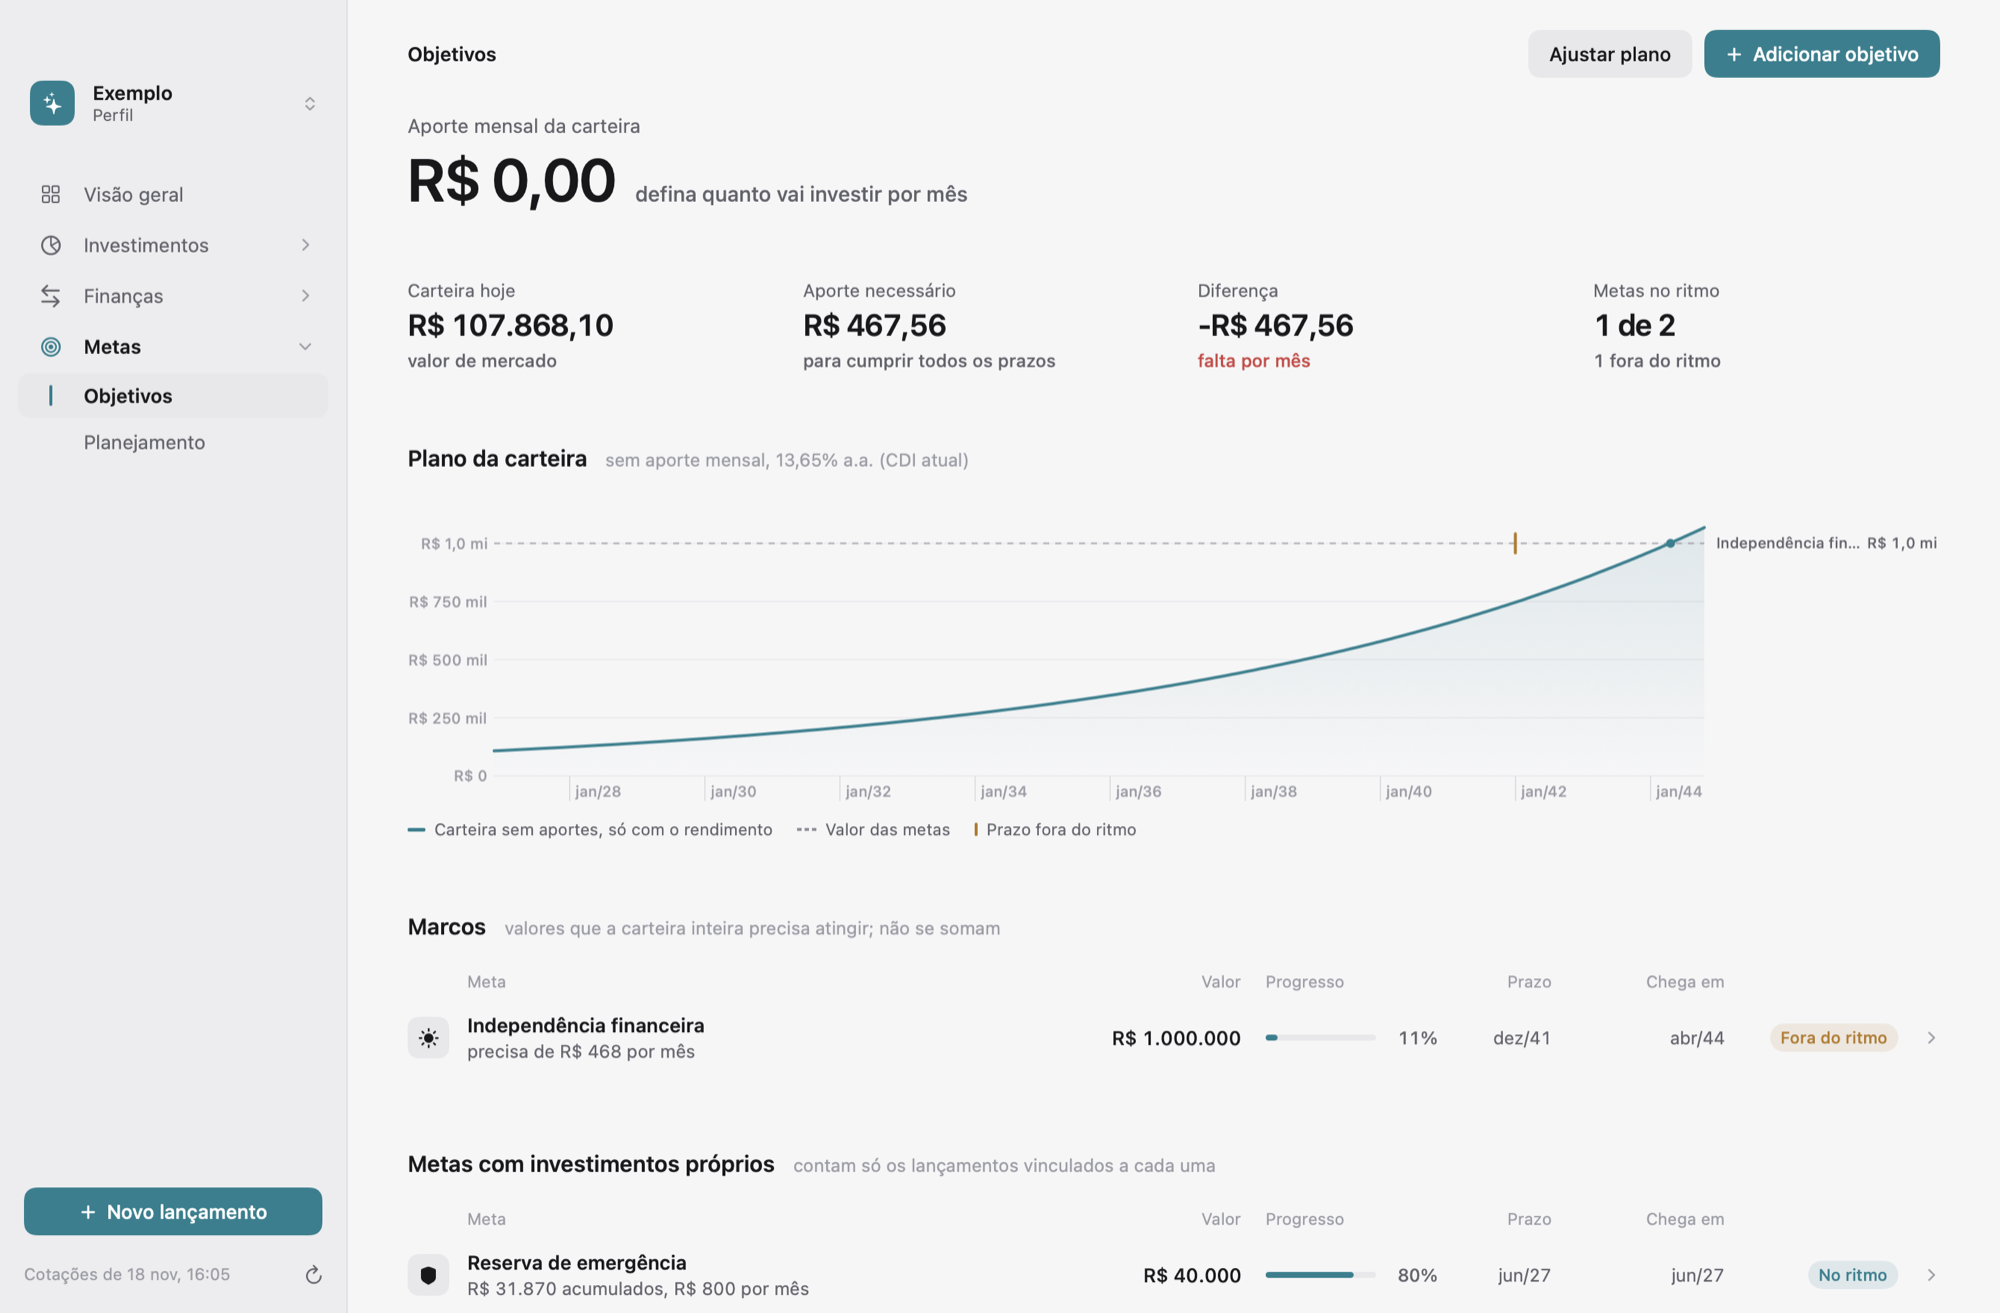 Exemplo
Perfil
Visão geral
Investimentos
Finanças
Metas
Objetivos
Planejamento
+ Novo lançamento
Cotações de 18 nov, 16:05
Objetivos
Ajustar plano
+ Adicionar objetivo
Aporte mensal da carteira
R$ 0,00 defina quanto vai investir por mês
Carteira hoje
R$ 107.868,10
valor de mercado
Aporte necessário
R$ 467,56
para cumprir todos os prazos
Diferença
-R$ 467,56
falta por mês
Metas no ritmo
1 de 2
1 fora do ritmo
Plano da carteira sem aporte mensal, 13,65% a.a. (CDI atual)
R$ 1,0 mi
R$ 750 mil
R$ 500 mil
R$ 250 mil
R$ 0
Independência fin... R$ 1,0 mi
jan/28 jan/30 jan/32 jan/34 jan/36 jan/38 jan/40 jan/42 jan/44
Carteira sem aportes, só com o rendimento Valor das metas Prazo fora do ritmo
Marcos valores que a carteira inteira precisa atingir; não se somam
Meta Valor Progresso Prazo Chega em
Independência financeira
precisa de R$ 468 por mês
R$ 1.000.000 11% dez/41 abr/44 Fora do ritmo
Metas com investimentos próprios contam só os lançamentos vinculados a cada uma
Meta Valor Progresso Prazo Chega em
Reserva de emergência
R$ 31.870 acumulados, R$ 800 por mês
R$ 40.000 80% jun/27 jun/27 No ritmo